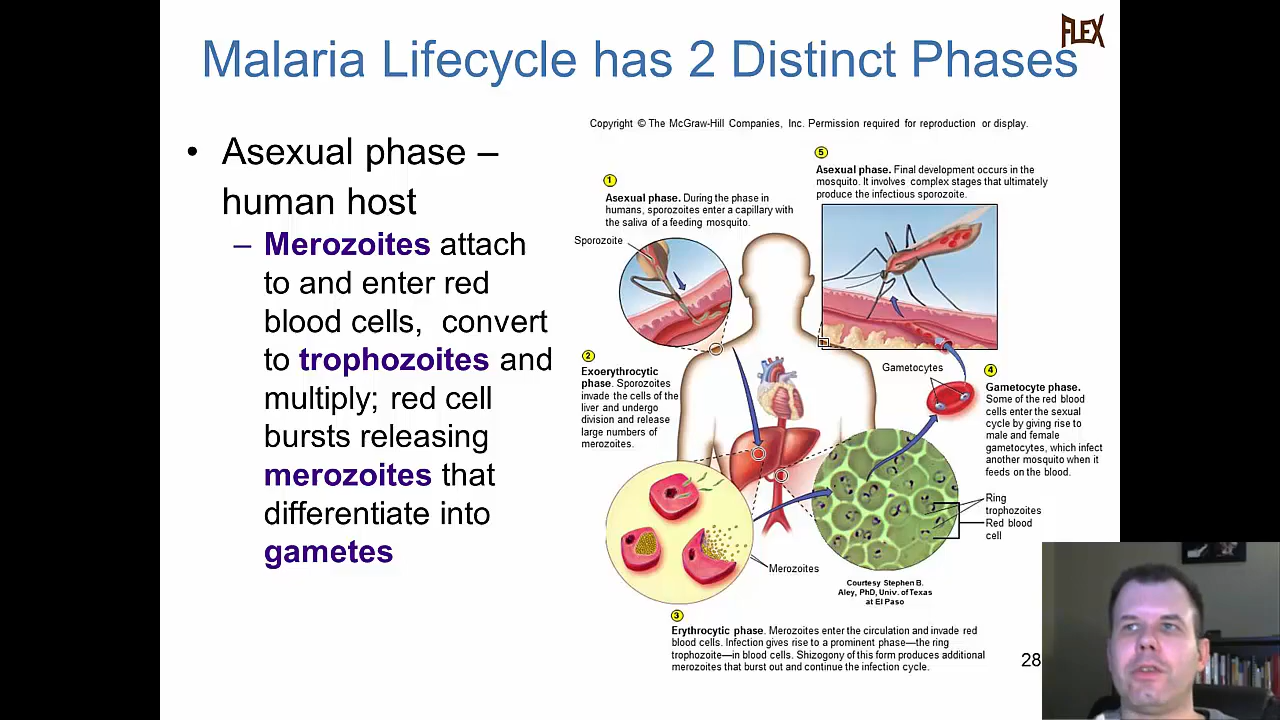 FLEX
Malaria Lifecycle has 2 Distinct Phases
• Asexual phase –
human host
– Merozoites attach
to and enter red
blood cells, convert
to trophozoites and
multiply; red cell
bursts releasing
merozoites that
differentiate into
gametes
Copyright © The McGraw-Hill Companies, Inc. Permission required for reproduction or display.
1
Asexual phase. During the phase in
humans, sporozoites enter a capillary with
the saliva of a feeding mosquito.
Sporozoite
5
Asexual phase. Final development occurs in the
mosquito. It involves complex stages that ultimately
produce the infectious sporozoite.
2
Exoerythrocytic
phase. Sporozoites
invade the cells of the
liver and undergo
division and release
large numbers of
merozoites.
Gametocytes
4
Gametocyte phase.
Some of the red blood
cells enter the sexual
cycle by giving rise to
male and female
gametocytes, which infect
another mosquito when it
feeds on the blood.
Ring
trophozoites
Red blood
cell
Merozoites
Courtesy Stephen B.
Aley, PhD, Univ. of Texas
at El Paso
3
Erythrocytic phase. Merozoites enter the circulation and invade red
blood cells. Infection gives rise to a prominent phase—the ring
trophozoite—in blood cells. Shizogony of this form produces additional
merozoites that burst out and continue the infection cycle.
28